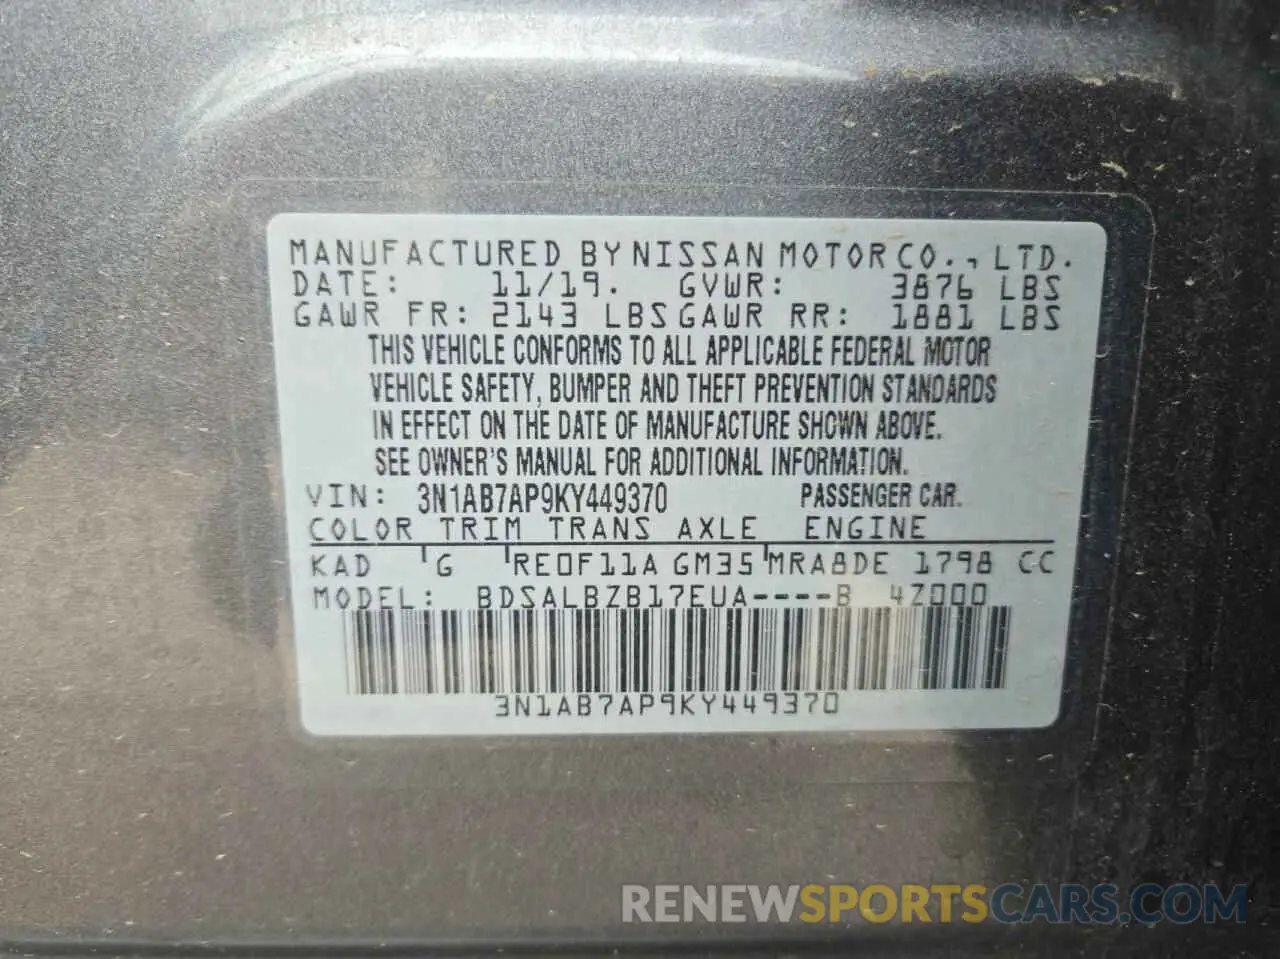 MANUFACTURED BY NISSAN MOTOR CO., LTD.
DATE: 11/19. GVWR: 3876 LBS
GAWR FR: 2143 LBS GAWR RR: 1881 LBS
THIS VEHICLE CONFORMS TO ALL APPLICABLE FEDERAL MOTOR
VEHICLE SAFETY, BUMPER AND THEFT PREVENTION STANDARDS
IN EFFECT ON THE DATE OF MANUFACTURE SHOWN ABOVE.
SEE OWNER'S MANUAL FOR ADDITIONAL INFORMATION.
VIN: 3N1AB7AP9KY449370 PASSENGER CAR.
COLOR TRIM TRANS AXLE ENGINE
KAD G RE0F11A GM35 MRA8DE 1798 CC
MODEL: BDSALBZB17EUA----B 4Z000
3N1AB7AP9KY449370
RENEWSPORTSCARS.COM